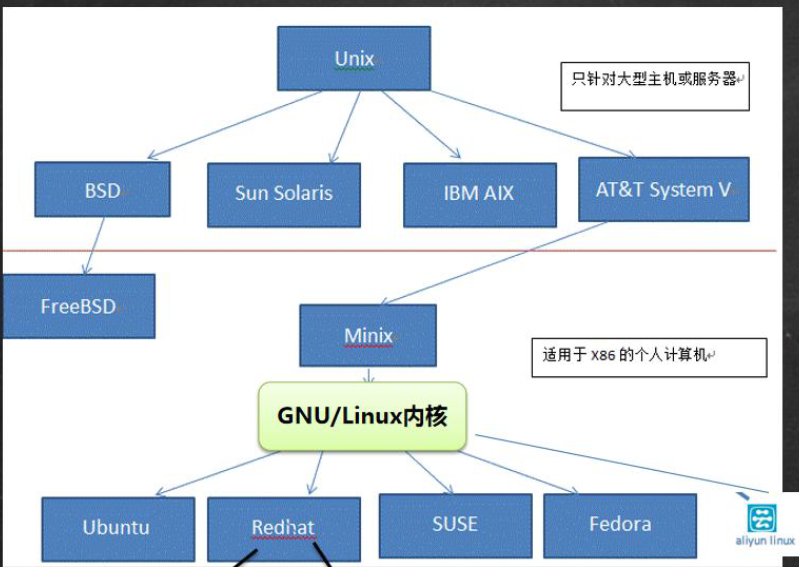 Unix
只针对大型主机或服务器
BSD
Sun Solaris
IBM AIX
AT&T System V
FreeBSD
Minix
适用于 X86 的个人计算机
GNU/Linux内核
Ubuntu
Redhat
SUSE
Fedora
aliyun linux